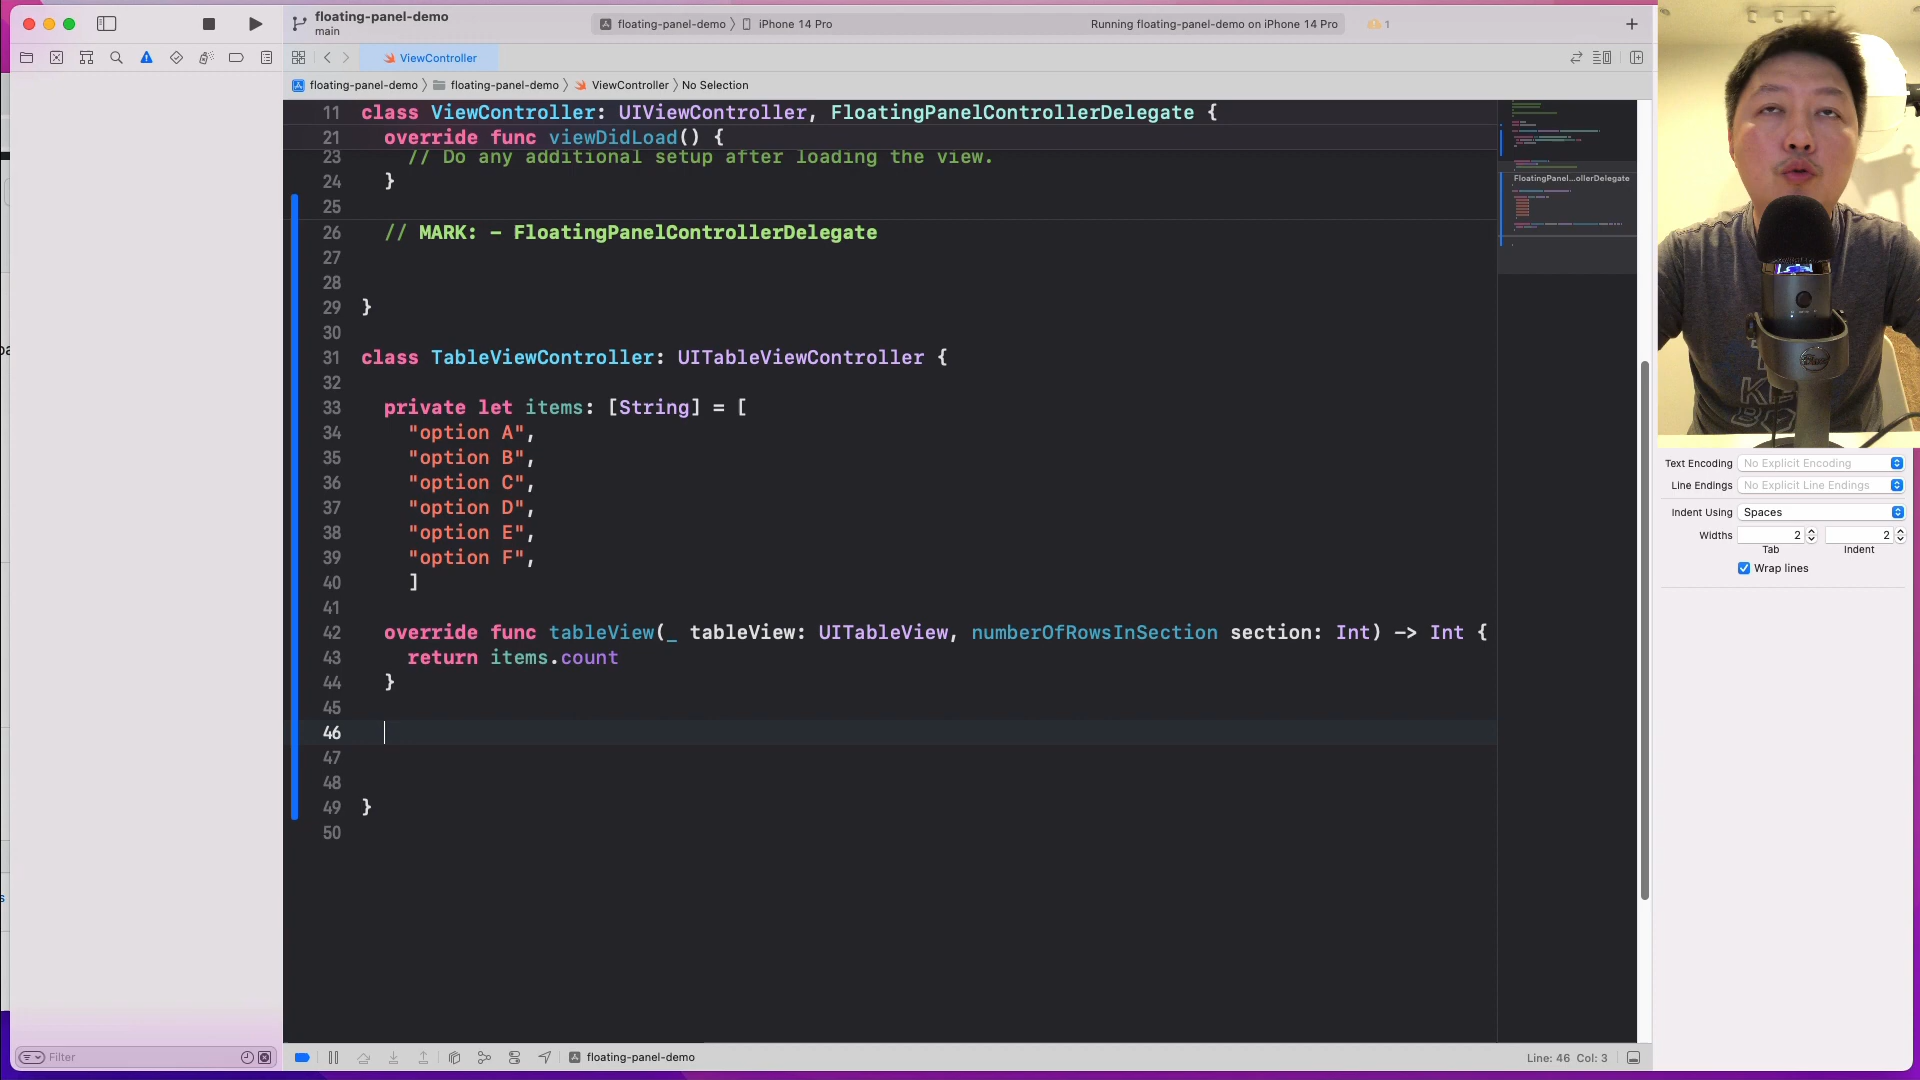 floating-panel-demo
main
floating-panel-demo 〉 iPhone 14 Pro
Running floating-panel-demo on iPhone 14 Pro
1
ViewController
floating-panel-demo 〉 floating-panel-demo 〉 ViewController 〉 No Selection
11 class ViewController: UIViewController, FloatingPanelControllerDelegate {
21 override func viewDidLoad() {
23 // Do any additional setup after loading the view.
24 }
25
26 // MARK: - FloatingPanelControllerDelegate
27
28
29 }
30
31 class TableViewController: UITableViewController {
32
33 private let items: [String] = [
34 "option A",
35 "option B",
36 "option C",
37 "option D",
38 "option E",
39 "option F",
40 ]
41
42 override func tableView(_ tableView: UITableView, numberOfRowsInSection section: Int) -> Int {
43 return items.count
44 }
45
46
47
48
49 }
50
FloatingPanel...ollerDelegate
Text Encoding No Explicit Encoding
Line Endings No Explicit Line Endings
Indent Using Spaces
Widths 2 2
Tab Indent
Wrap lines
Filter
floating-panel-demo
Line: 46 Col: 3